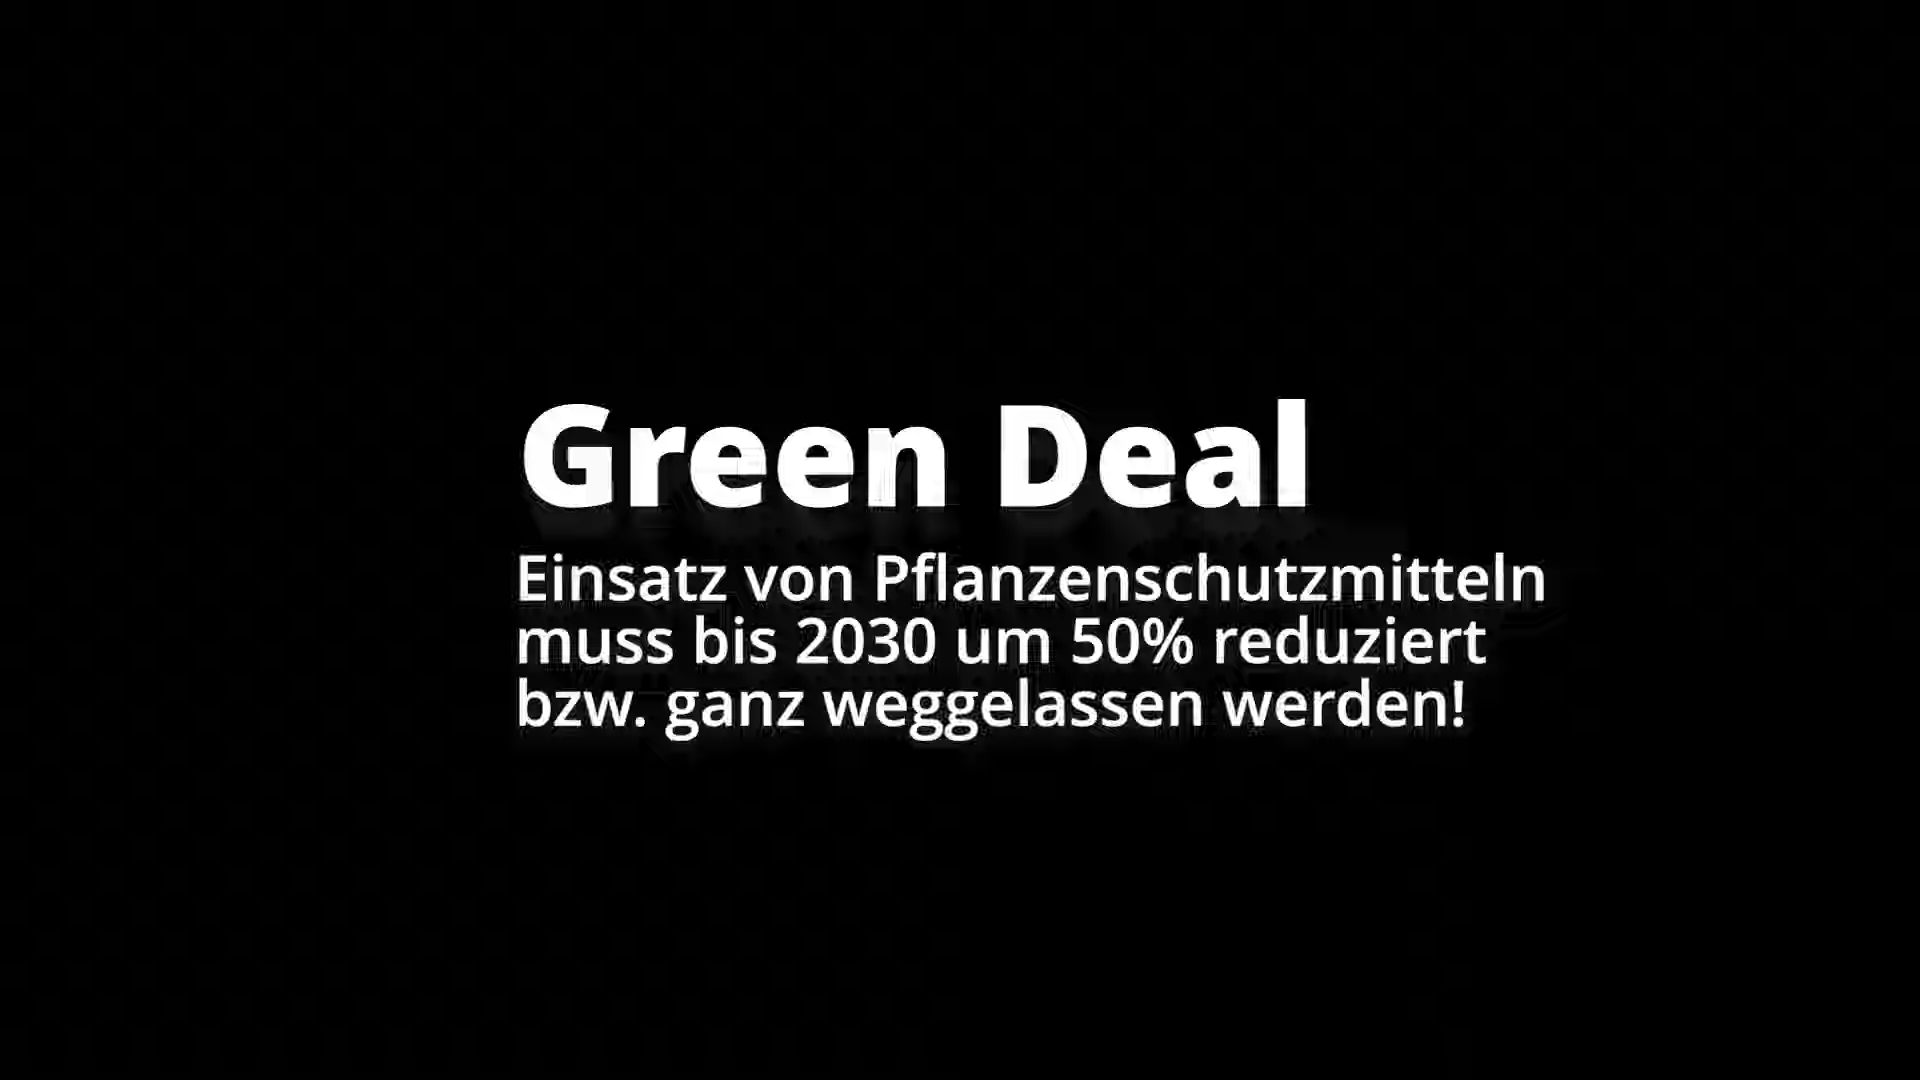 Green Deal
Einsatz von Pflanzenschutzmitteln
muss bis 2030 um 50% reduziert
bzw. ganz weggelassen werden!